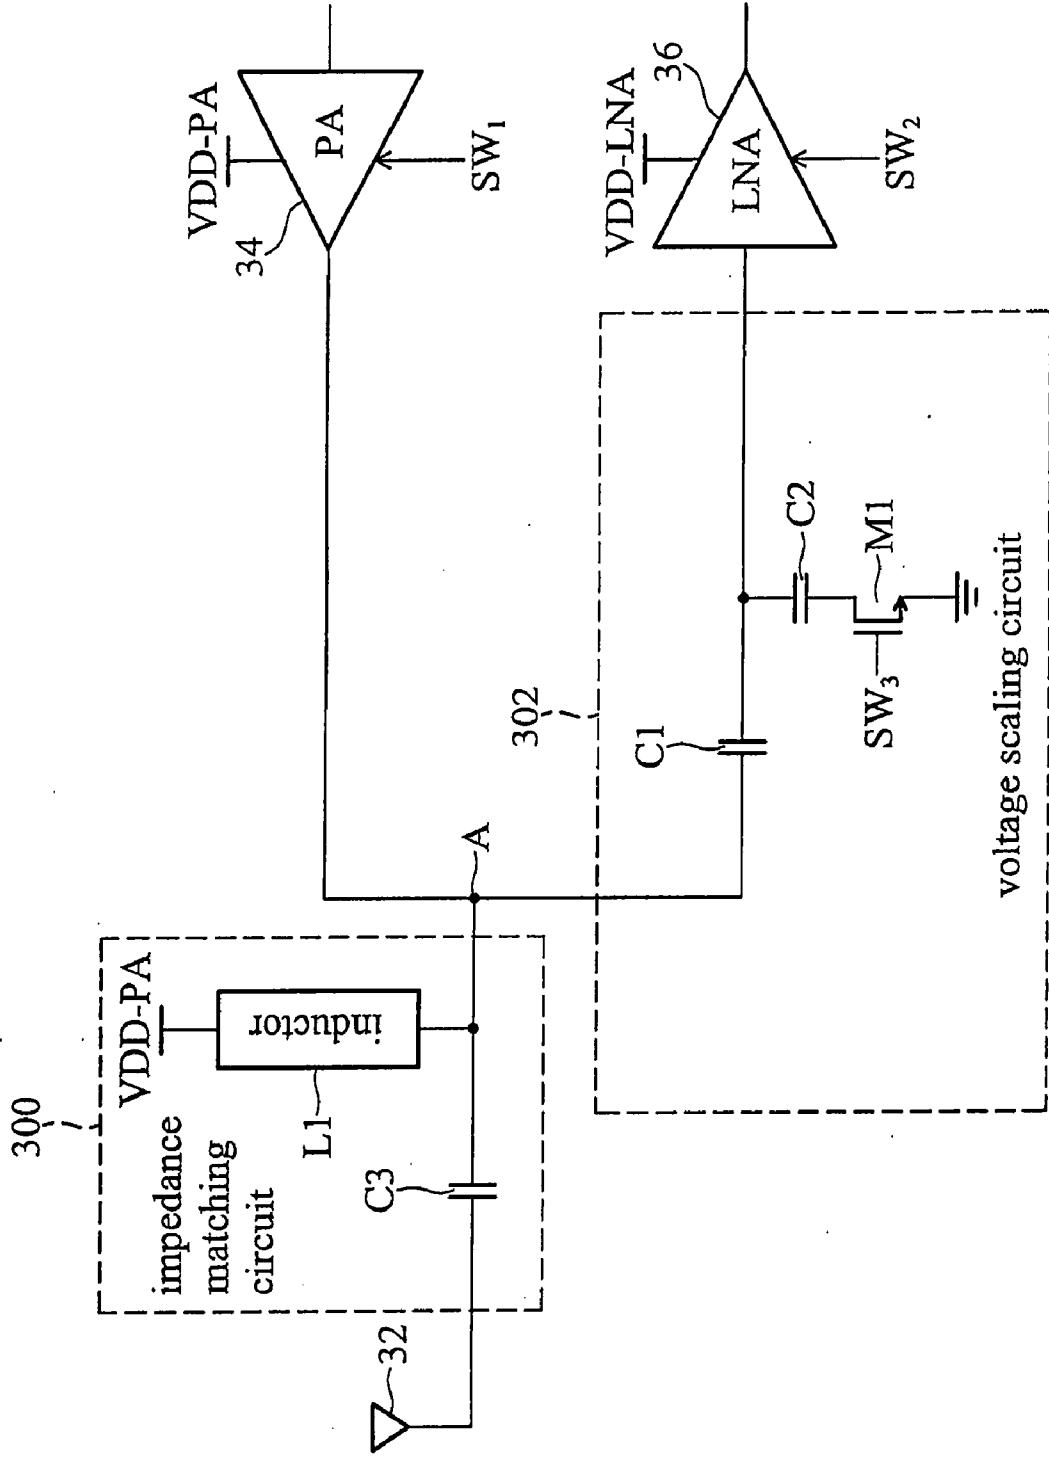 300
VDD-PA
impedance
matching
circuit
inductor
L1
C3
32
A
VDD-PA
34
PA
SW1
VDD-LNA
36
LNA
SW2
302
C1
C2
M1
SW3
voltage scaling circuit